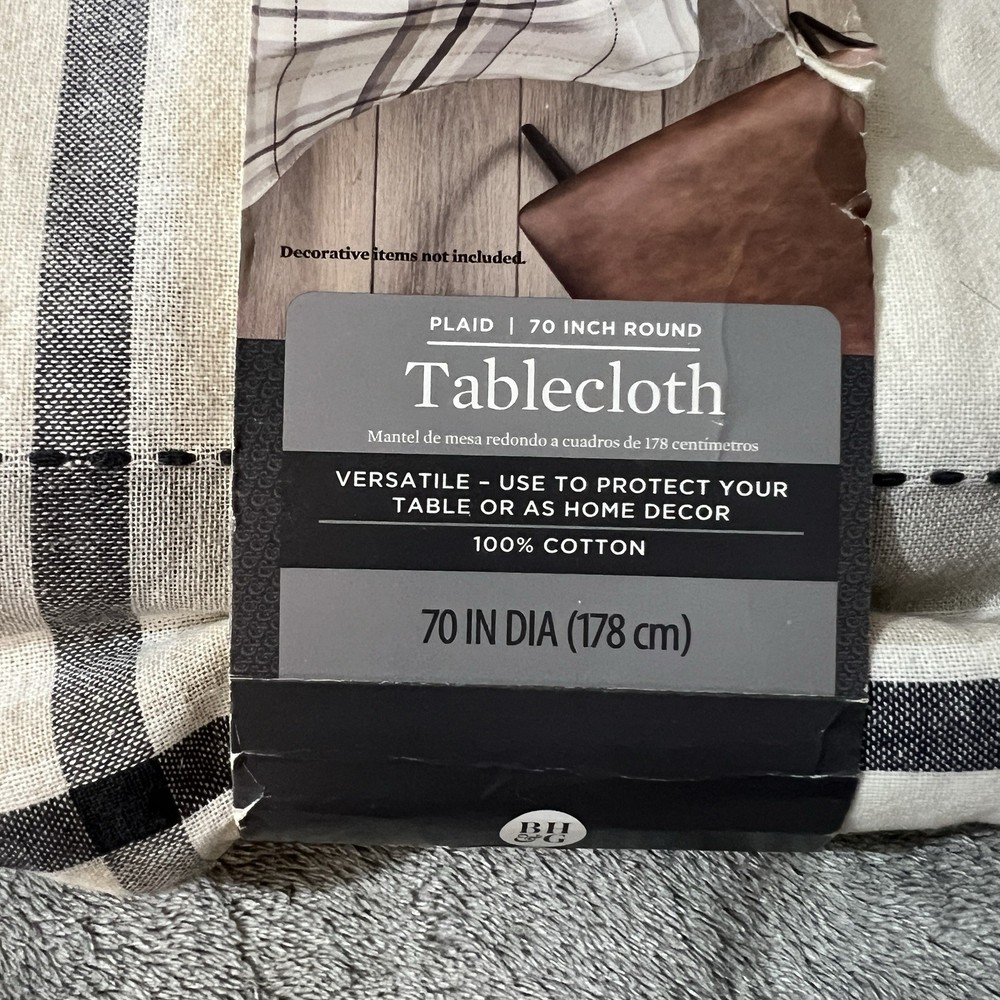 Decorative items not included.
PLAID | 70 INCH ROUND
Tablecloth
Mantel de mesa redondo a cuadros de 178 centímetros
VERSATILE – USE TO PROTECT YOUR
TABLE OR AS HOME DECOR
100% COTTON
70 IN DIA (178 cm)
BH
&G